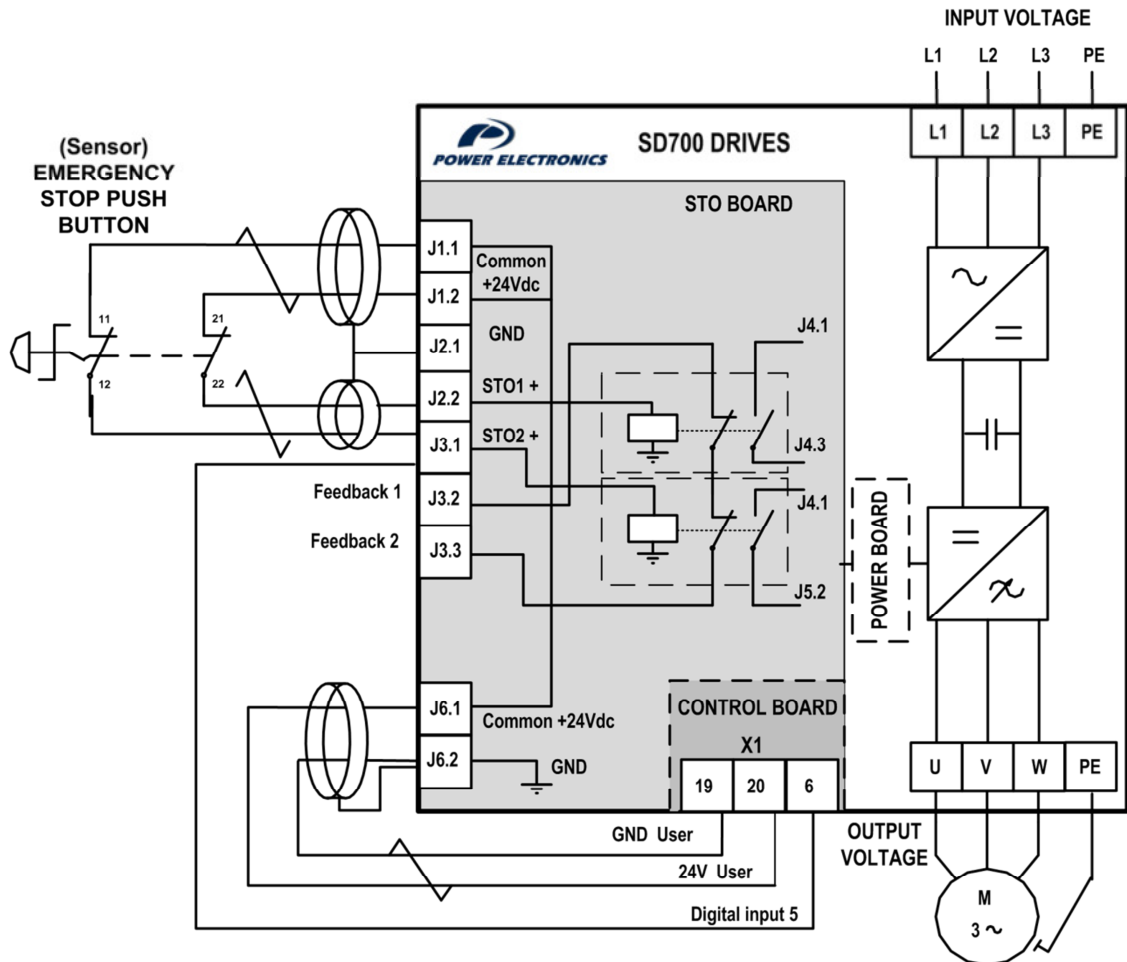 INPUT VOLTAGE
L1 L2 L3 PE
L1 L2 L3 PE
POWER ELECTRONICS
SD700 DRIVES
(Sensor)
EMERGENCY
STOP PUSH
BUTTON
STO BOARD
J1.1
Common
+24Vdc
J1.2
GND
J2.1
STO1 +
J2.2
STO2 +
J3.1
11
12
21
22
Feedback 1
J3.2
Feedback 2
J3.3
J4.1
J4.3
J4.1
J5.2
POWER BOARD
J6.1
Common +24Vdc
J6.2
GND
CONTROL BOARD
X1
19 20 6
U V W PE
GND User
24V User
Digital input 5
OUTPUT
VOLTAGE
M
3 ~